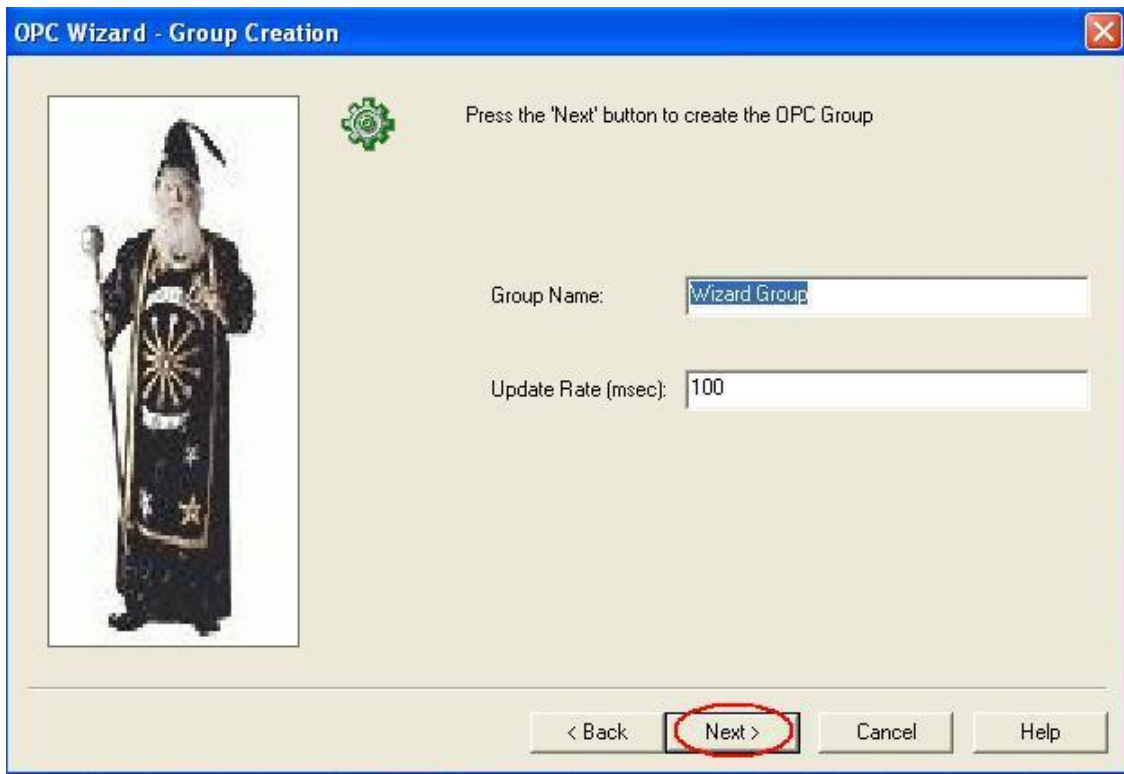 OPC Wizard - Group Creation
Press the 'Next' button to create the OPC Group
Group Name: Wizard Group
Update Rate (msec): 100
< Back Next > Cancel Help